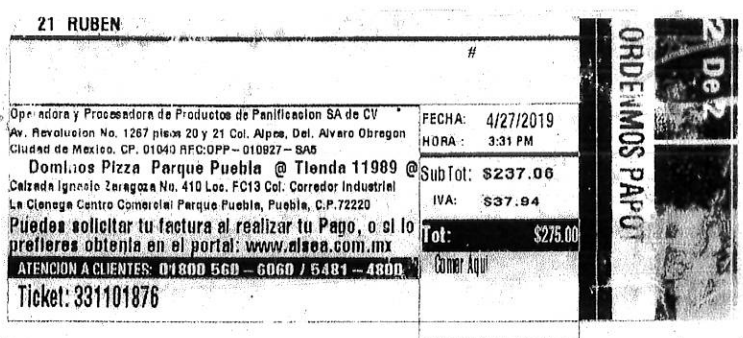 21 RUBEN
#
Operadora y Procesadora de Productos de Panificacion SA de CV
Av. Revolucion No. 1267 pisos 20 y 21 Col. Alpes, Del. Alvaro Obregon
Ciudad de Mexico. CP. 01040 RFC:OPP-010927-SA5
Dominos Pizza Parque Puebla @ Tienda 11989 @
Calzada Ignacio Zaragoza No. 410 Loc. FC13 Col. Corredor Industrial
La Cienega Centro Comercial Parque Puebla, Puebla, C.P.72220
Puedes solicitar tu factura al realizar tu Pago, o si lo
prefieres obtenla en el portal: www.alsea.com.mx
ATENCION A CLIENTES: 01800 560-6060 / 5481-4800
Ticket: 331101876
FECHA: 4/27/2019
HORA: 3:31 PM
SubTot: $237.06
IVA: $37.94
Tot: $275.00
Comer Aqui
2 De 2